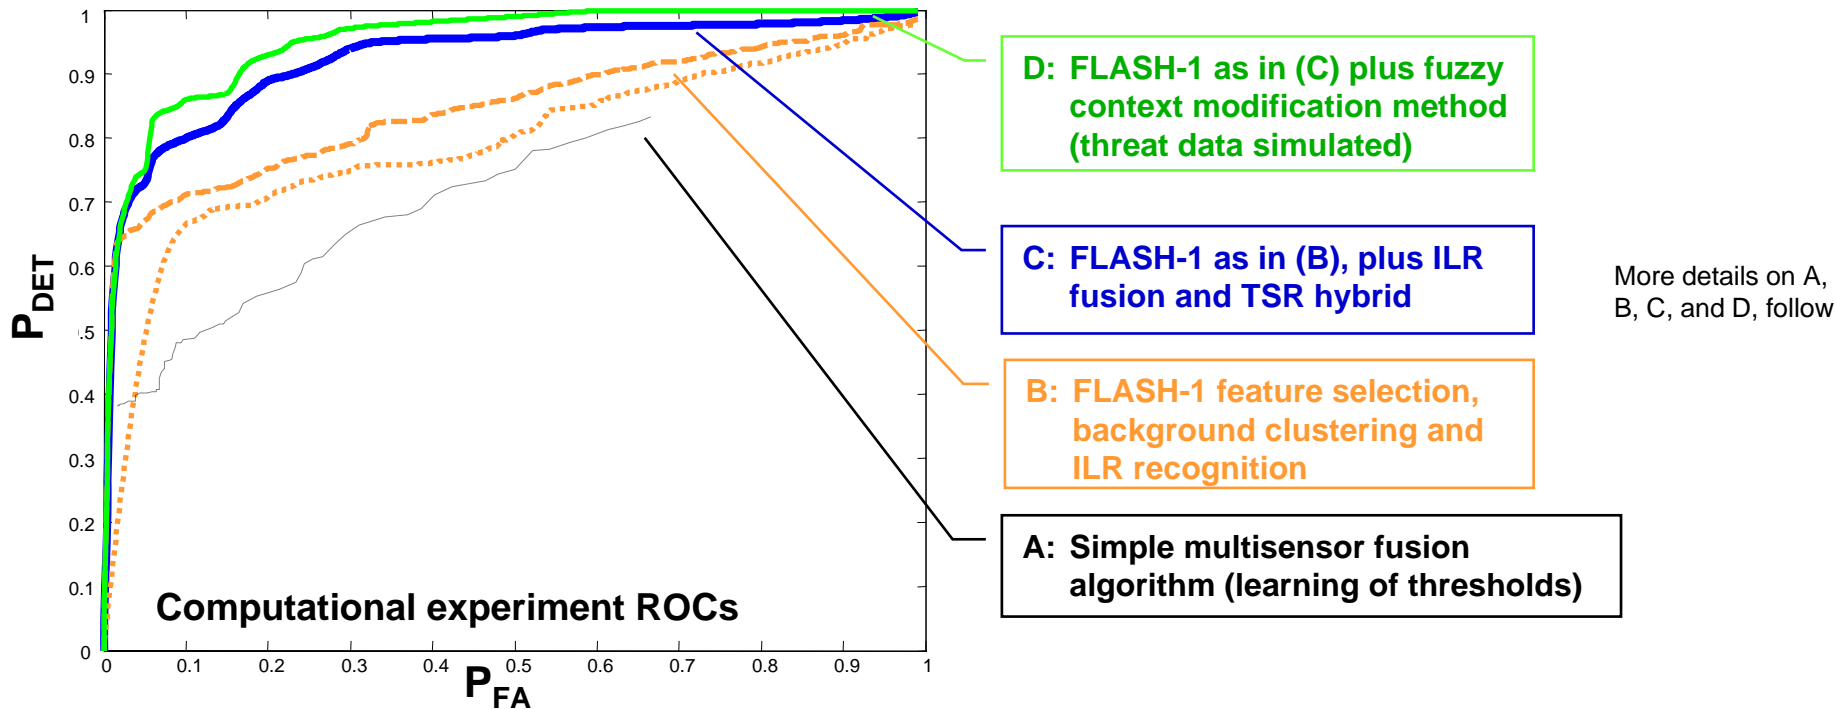 D: FLASH-1 as in (C) plus fuzzy
context modification method
(threat data simulated)
C: FLASH-1 as in (B), plus ILR
fusion and TSR hybrid
More details on A,
B, C, and D, follow
B: FLASH-1 feature selection,
background clustering and
ILR recognition
A: Simple multisensor fusion
algorithm (learning of thresholds)
Computational experiment ROCs
PDET
PFA
1
0.9
0.8
0.7
0.6
.5
0.4
0.3
0.2
0.1
0
0 0.1 0.2 0.3 0.4 0.5 0.6 0.7 0.8 0.9 1